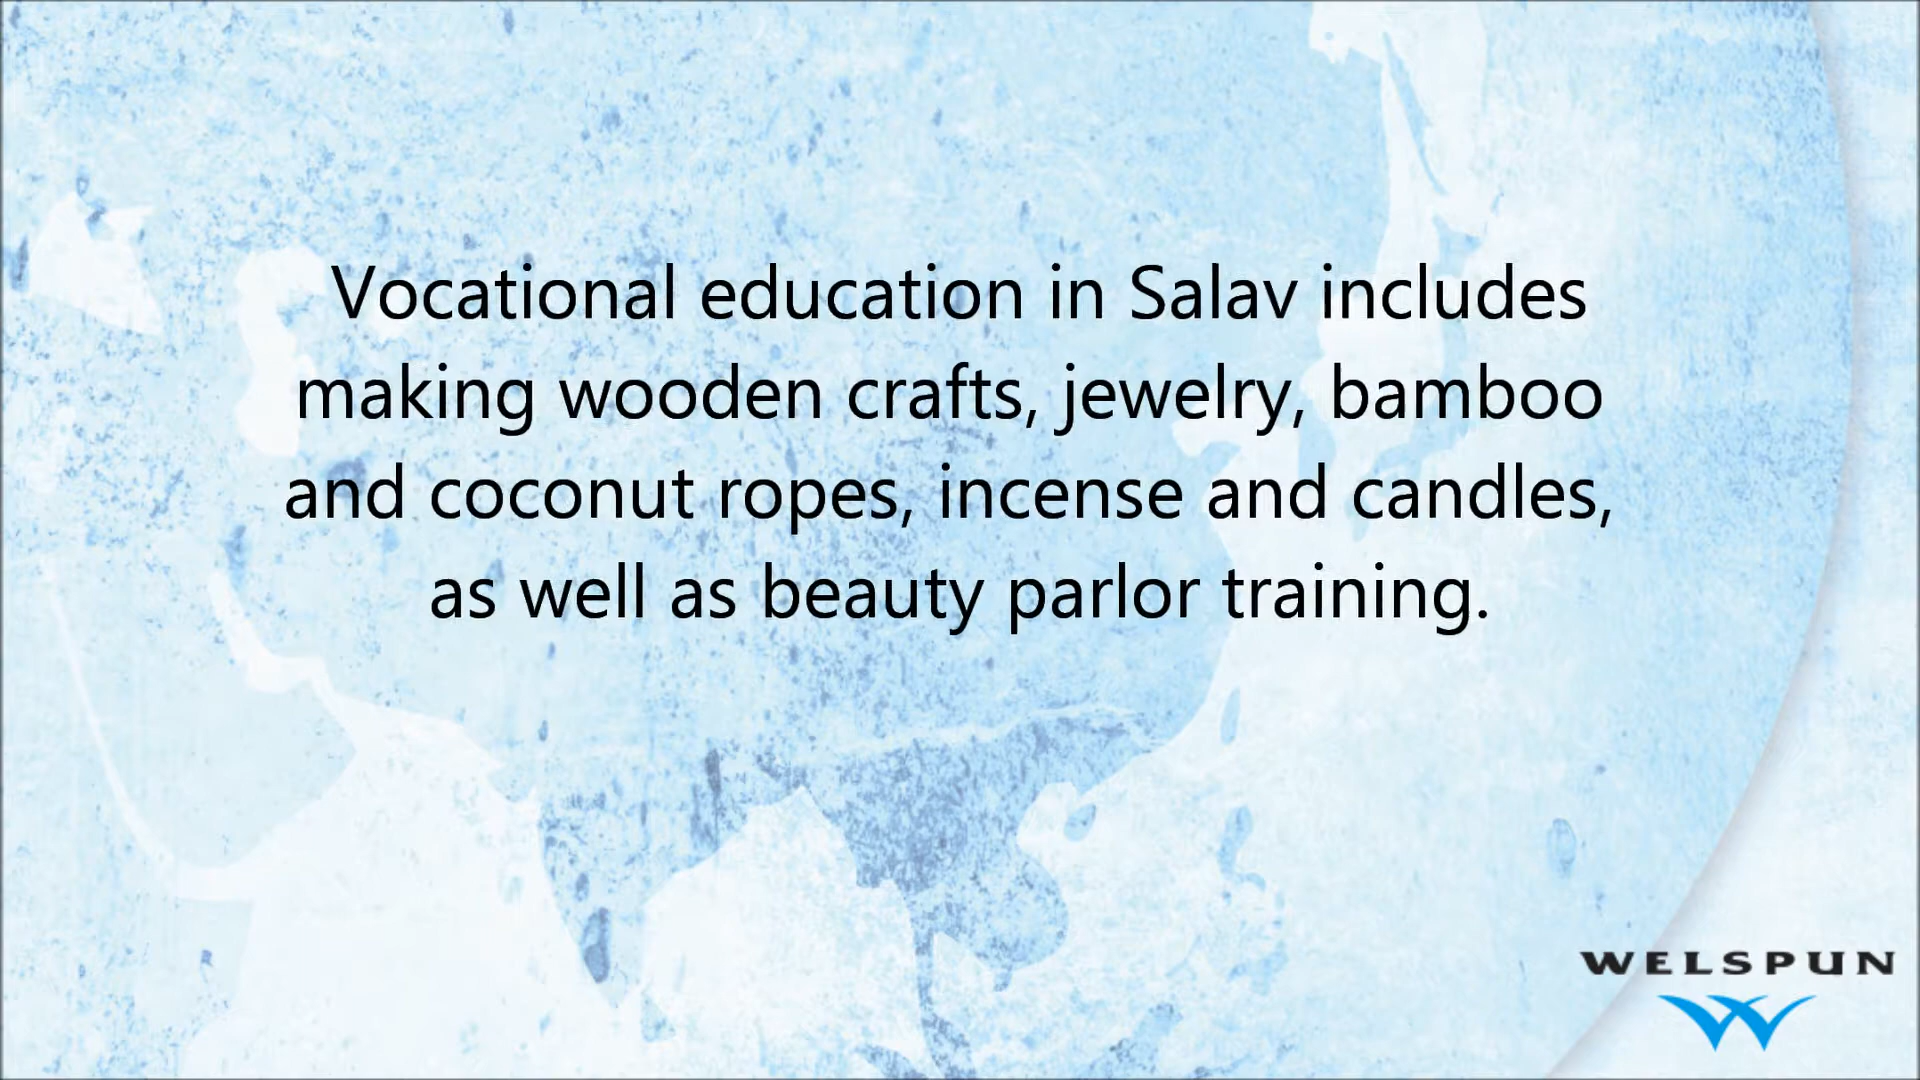 Vocational education in Salav includes
making wooden crafts, jewelry, bamboo
and coconut ropes, incense and candles,
as well as beauty parlor training.
WELSPUN